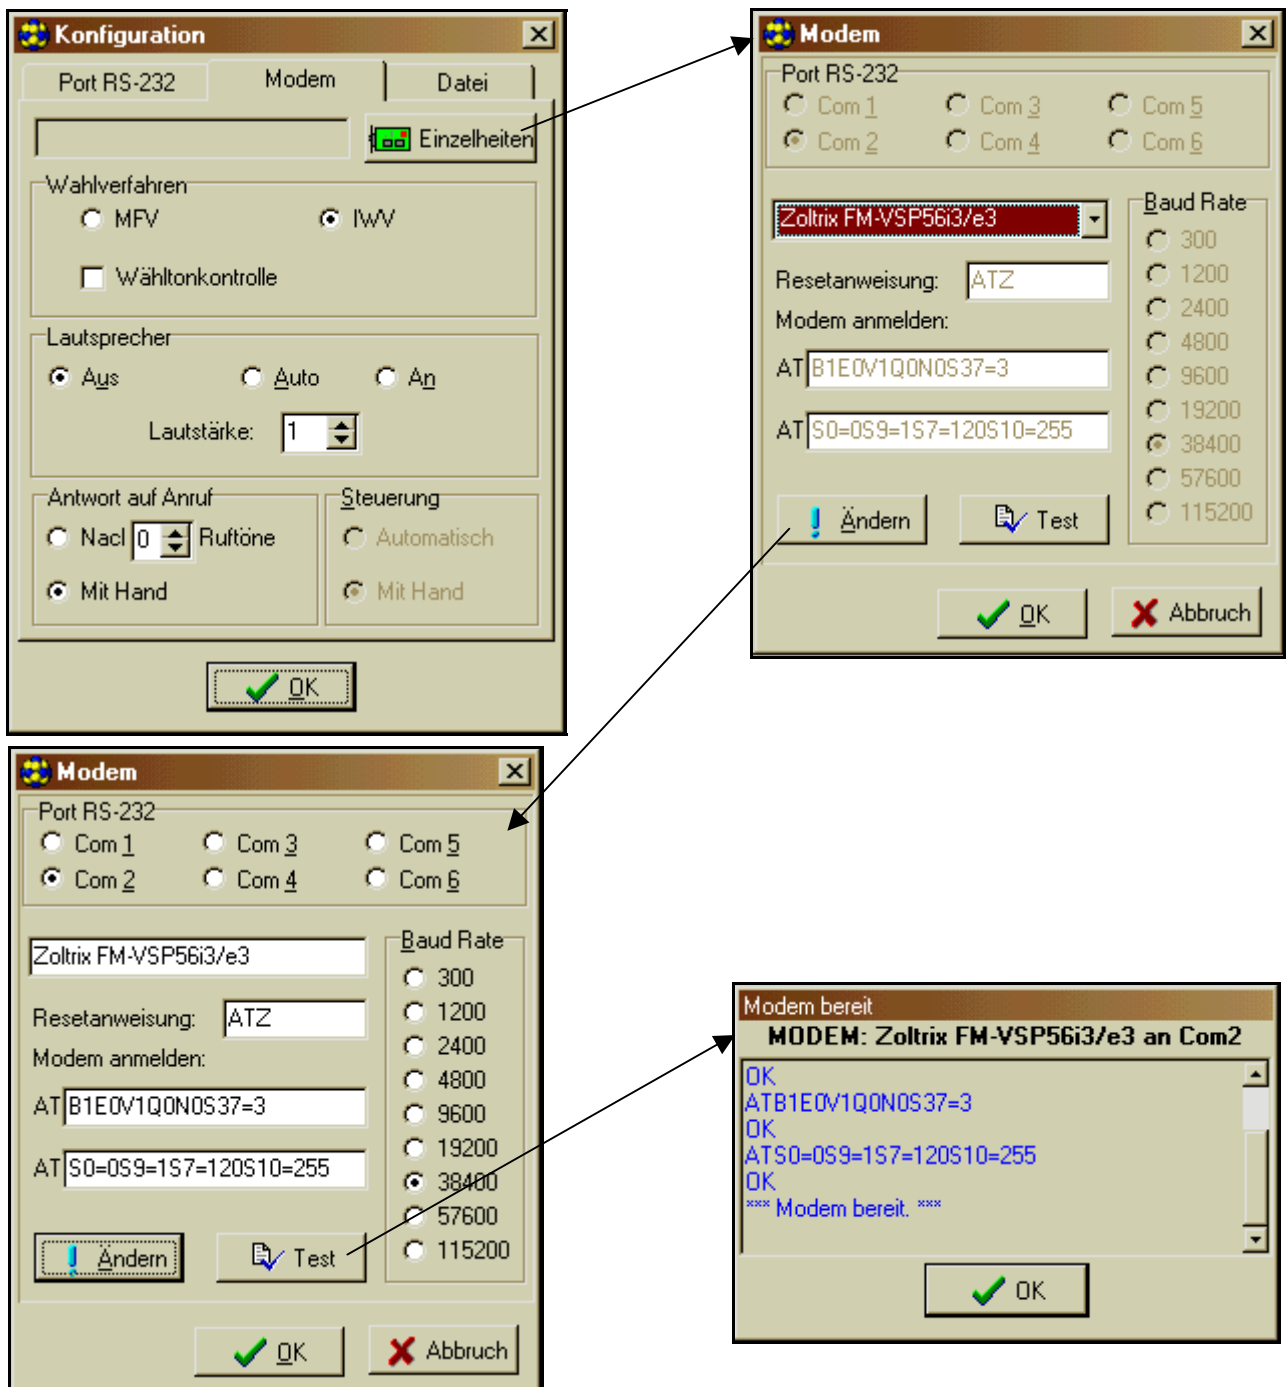 Konfiguration
Port RS-232 Modem Datei
Einzelheiten
Wahlverfahren
MFV IWV
Wähltonkontrolle
Lautsprecher
Aus Auto An
Lautstärke: 1
Antwort auf Anruf
Nacl 0 Ruftöne
Mit Hand
Steuerung
Automatisch
Mit Hand
OK
Modem
Port RS-232
Com 1 Com 3 Com 5
Com 2 Com 4 Com 6
Zoltrix FM-VSP56i3/e3
Resetanweisung: ATZ
Modem anmelden:
AT B1E0V1Q0N0S37=3
AT S0=0S9=1S7=120S10=255
Baud Rate
300
1200
2400
4800
9600
19200
38400
57600
115200
Ändern Test
OK Abbruch
Modem
Port RS-232
Com 1 Com 3 Com 5
Com 2 Com 4 Com 6
Zoltrix FM-VSP56i3/e3
Resetanweisung: ATZ
Modem anmelden:
AT B1E0V1Q0N0S37=3
AT S0=0S9=1S7=120S10=255
Baud Rate
300
1200
2400
4800
9600
19200
38400
57600
115200
Ändern Test
OK Abbruch
Modem bereit
MODEM: Zoltrix FM-VSP56i3/e3 an Com2
OK
ATB1E0V1Q0N0S37=3
OK
ATS0=0S9=1S7=120S10=255
OK
*** Modem bereit. ***
OK